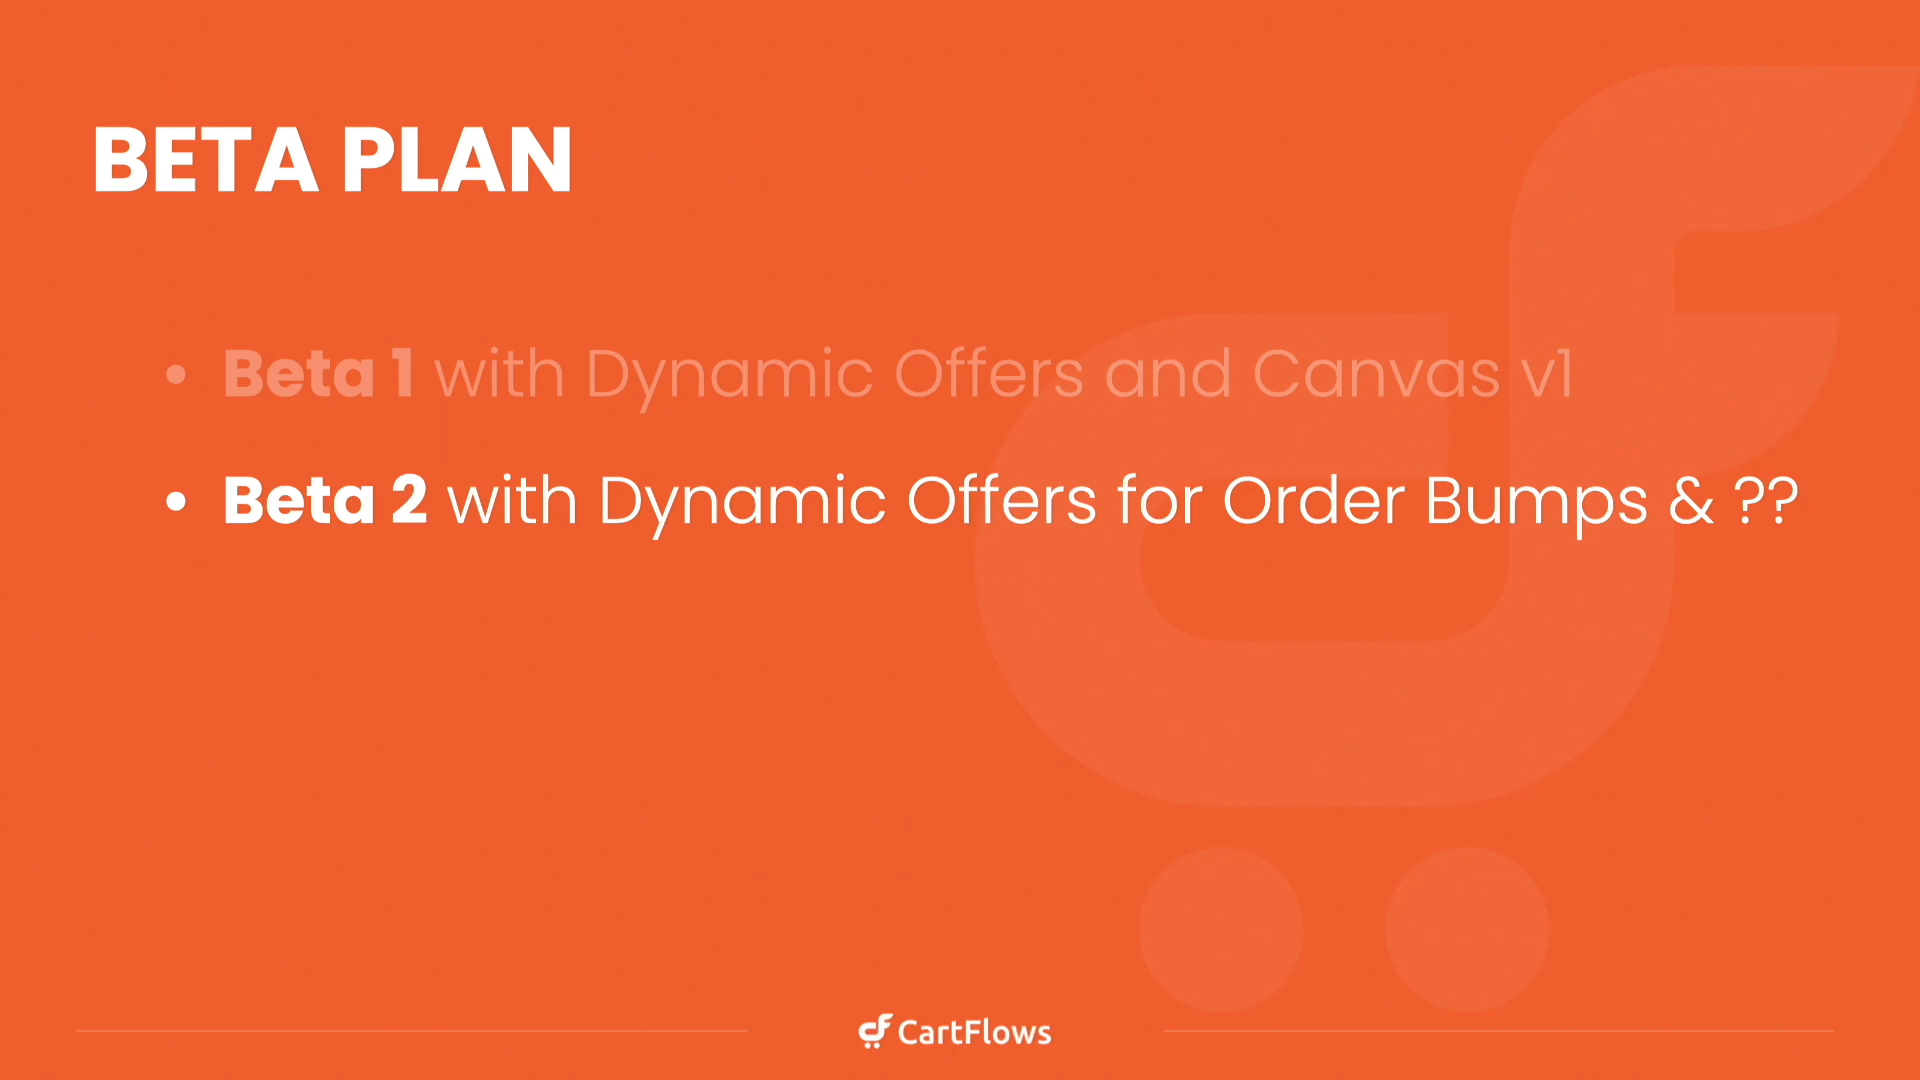 BETA PLAN
• Beta 1 with Dynamic Offers and Canvas v1
• Beta 2 with Dynamic Offers for Order Bumps & ??
CartFlows